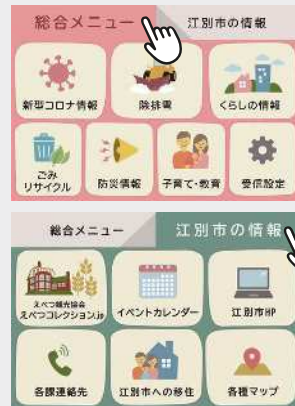 総合メニュー
江別市の情報
新型コロナ情報
除排雪
くらしの情報
ごみ
リサイクル
防災情報
子育て・教育
受信設定
総合メニュー
江別市の情報
えべつ観光協会
えべつコレクション.jp
イベントカレンダー
江別市HP
各課連絡先
江別市への移住
各種マップ